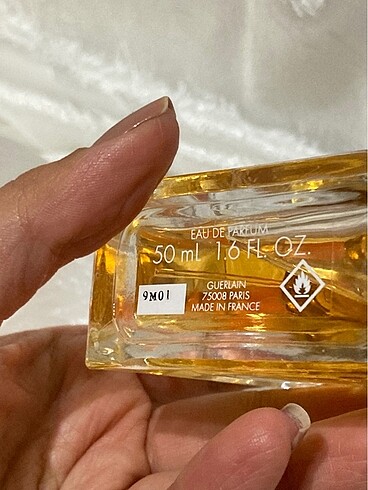 EAU DE PARFUM
50 ml 1.6 FL. OZ.
GUERLAIN
75008 PARIS
MADE IN FRANCE
9M01